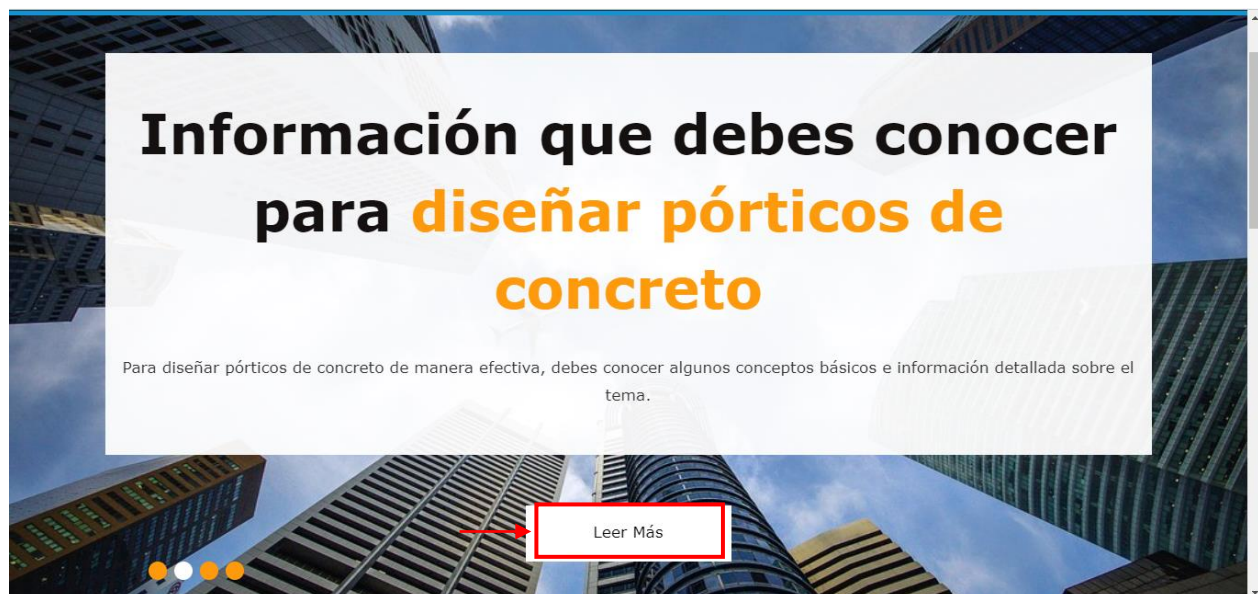 Información que debes conocer
para diseñar pórticos de
concreto
Para diseñar pórticos de concreto de manera efectiva, debes conocer algunos conceptos básicos e información detallada sobre el
tema.
Leer Más